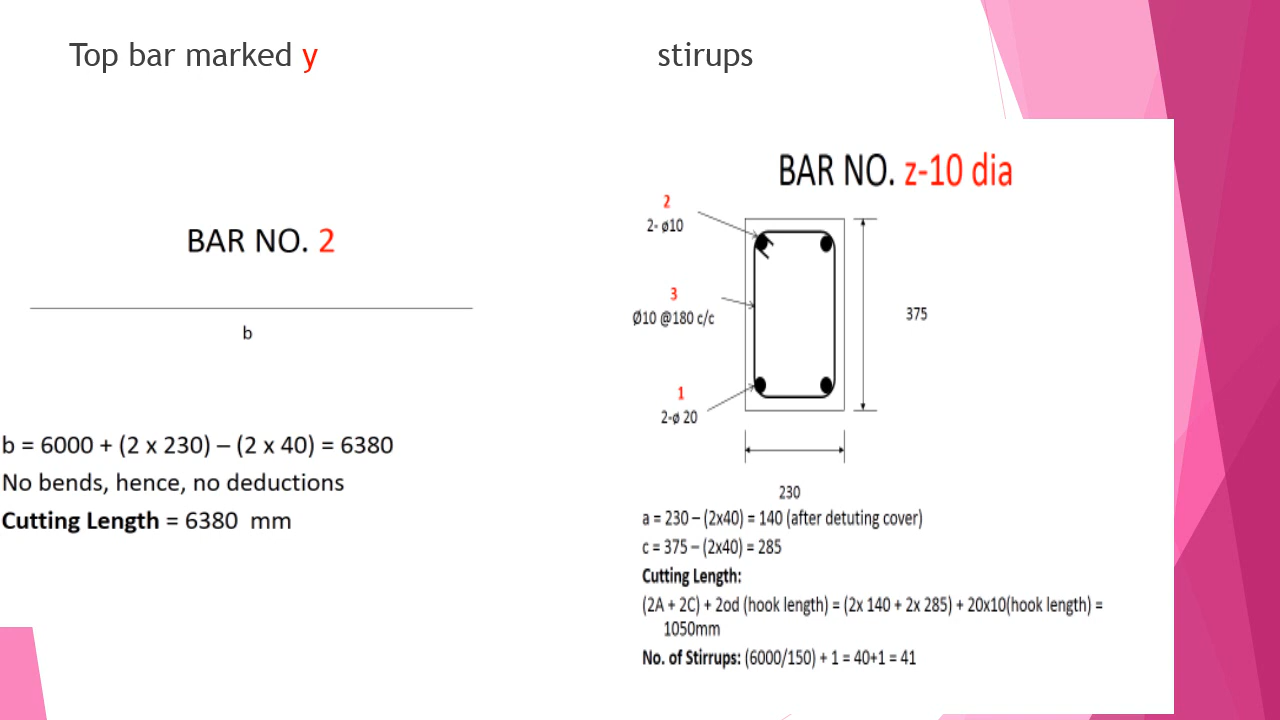 Top bar marked y
BAR NO. 2
b
b = 6000 + (2 x 230) – (2 x 40) = 6380
No bends, hence, no deductions
Cutting Length = 6380 mm
stirups
BAR NO. z-10 dia
2
2- ø10
3
Ø10 @180 c/c
1
2-ø 20
375
230
a = 230 – (2x40) = 140 (after detuting cover)
c = 375 – (2x40) = 285
Cutting Length:
(2A + 2C) + 2od (hook length) = (2x 140 + 2x 285) + 20x10(hook length) =
1050mm
No. of Stirrups: (6000/150) + 1 = 40+1 = 41